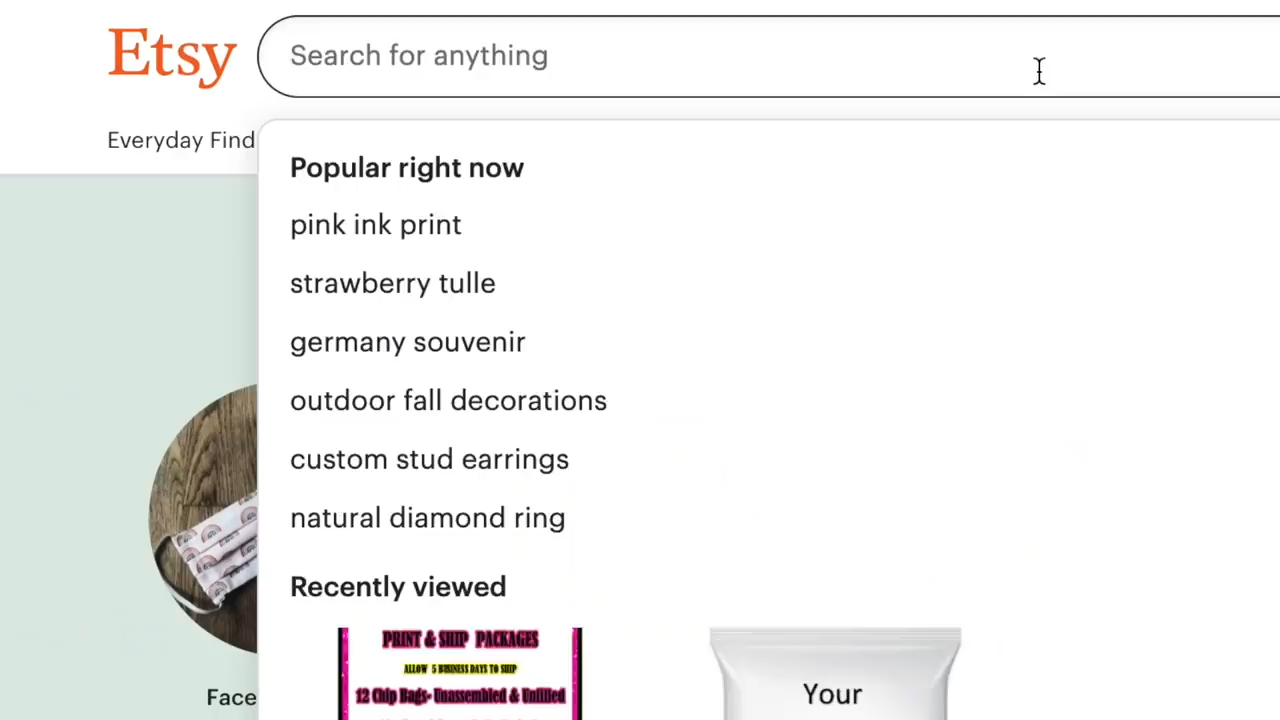 Etsy
Search for anything
Everyday Find
Popular right now
pink ink print
strawberry tulle
germany souvenir
outdoor fall decorations
custom stud earrings
natural diamond ring
Recently viewed
PRINT & SHIP PACKAGES
ALLOW 5 BUSINESS DAYS TO SHIP
12 Chip Bags- Unassembled & Unfilled
Your
Face